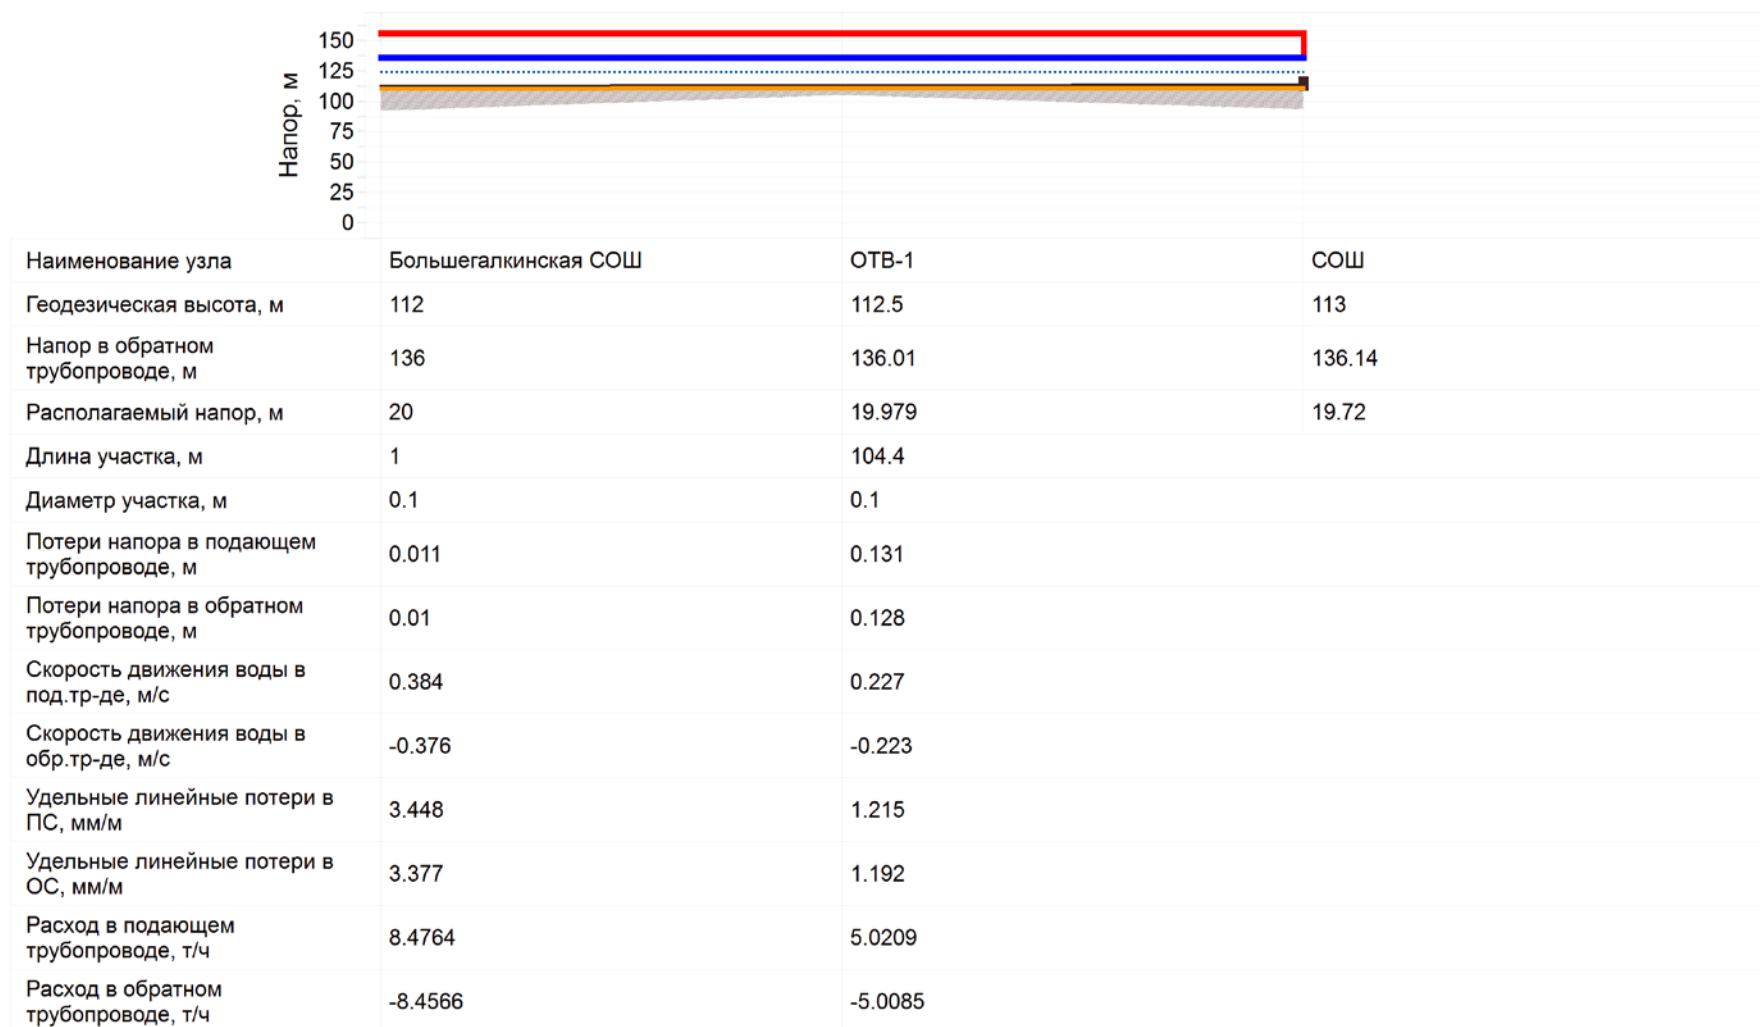 150
125
100
75
50
25
0
Напор, м
Наименование узла Большегалкинская СОШ ОТВ-1 СОШ
Геодезическая высота, м 112 112.5 113
Напор в обратном
трубопроводе, м 136 136.01 136.14
Располагаемый напор, м 20 19.979 19.72
Длина участка, м 1 104.4
Диаметр участка, м 0.1 0.1
Потери напора в подающем
трубопроводе, м 0.011 0.131
Потери напора в обратном
трубопроводе, м 0.01 0.128
Скорость движения воды в
под.тр-де, м/с 0.384 0.227
Скорость движения воды в
обр.тр-де, м/с -0.376 -0.223
Удельные линейные потери в
ПС, мм/м 3.448 1.215
Удельные линейные потери в
ОС, мм/м 3.377 1.192
Расход в подающем
трубопроводе, т/ч 8.4764 5.0209
Расход в обратном
трубопроводе, т/ч -8.4566 -5.0085